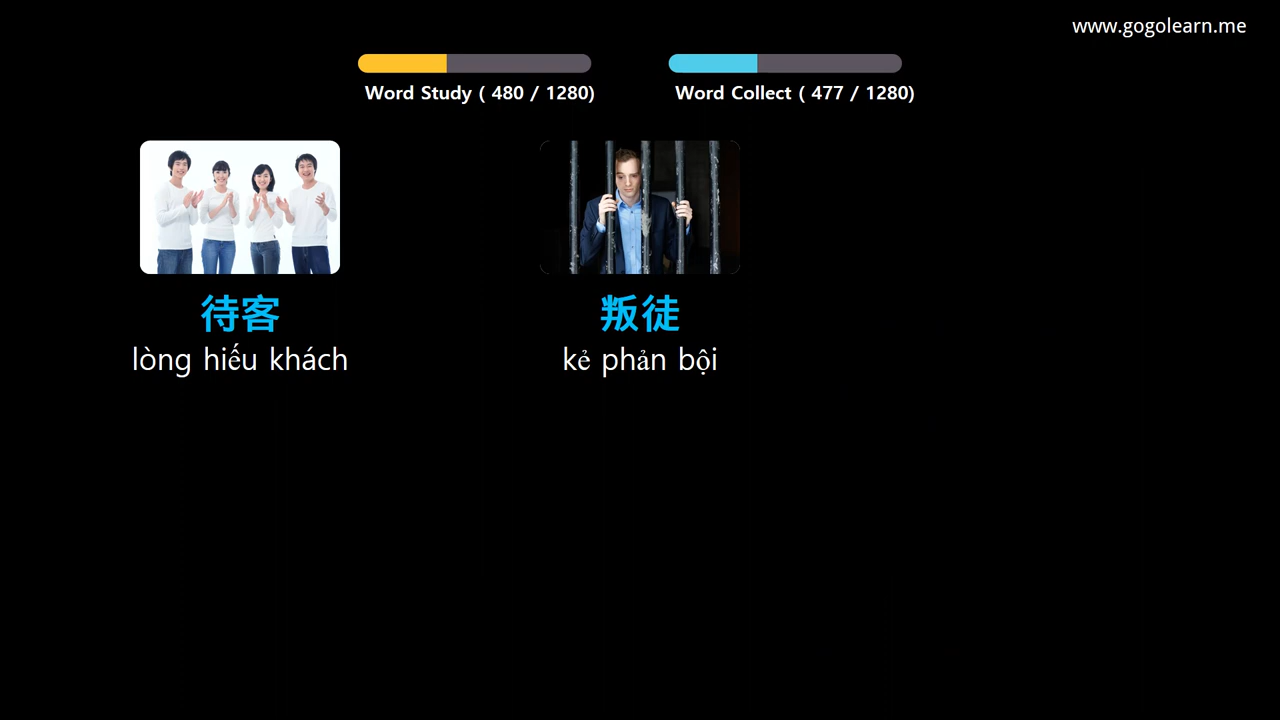 www.gogolearn.me
Word Study ( 480 / 1280)
Word Collect ( 477 / 1280)
待客
lòng hiếu khách
叛徒
kẻ phản bội